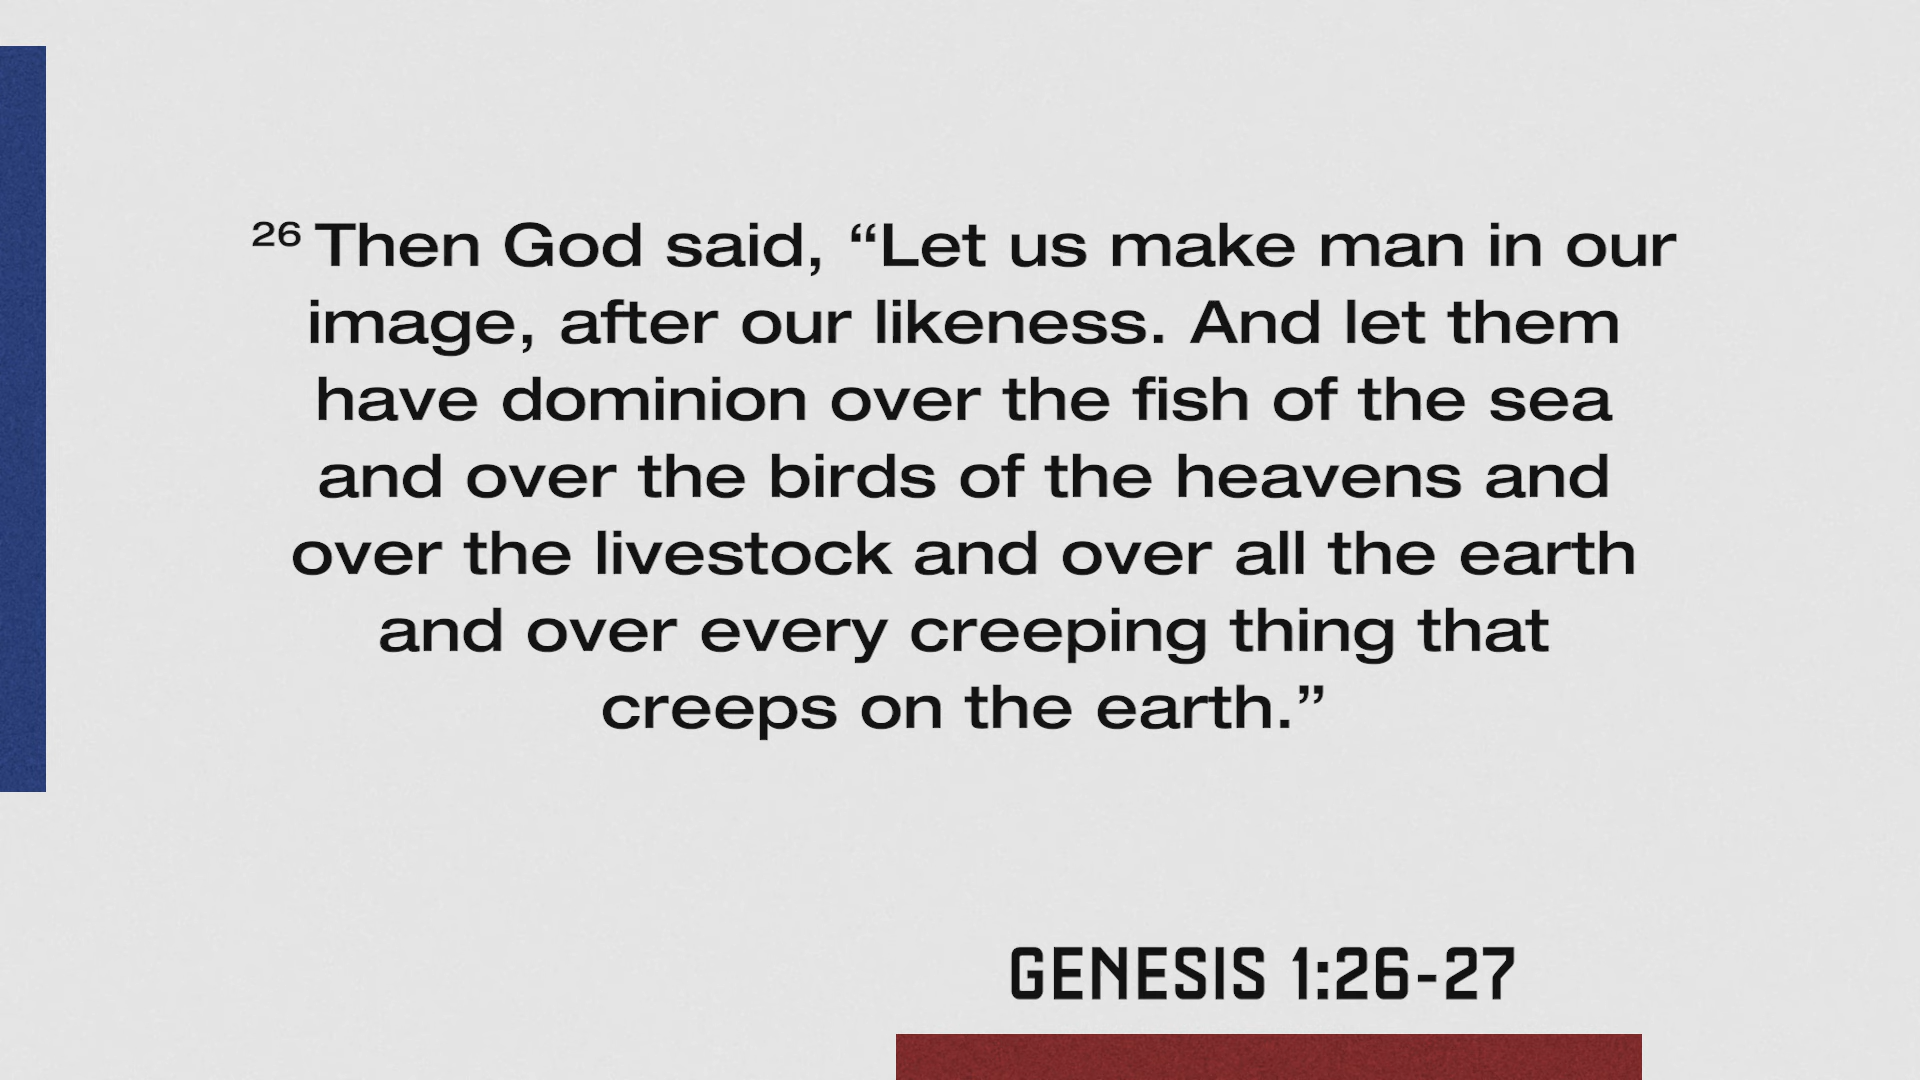 26 Then God said, “Let us make man in our
image, after our likeness. And let them
have dominion over the fish of the sea
and over the birds of the heavens and
over the livestock and over all the earth
and over every creeping thing that
creeps on the earth.”
GENESIS 1:26-27